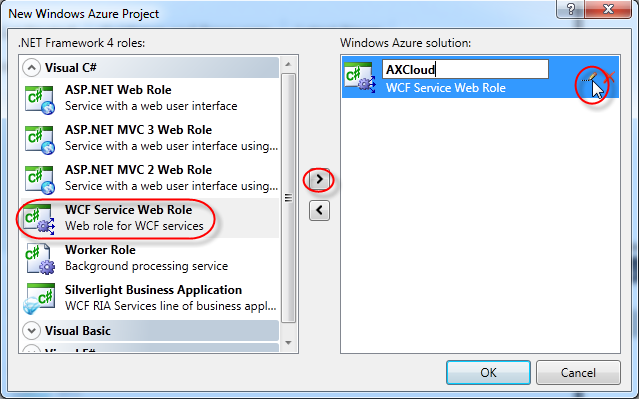 New Windows Azure Project
.NET Framework 4 roles:
Windows Azure solution:
Visual C#
ASP.NET Web Role
Service with a web user interface
ASP.NET MVC 3 Web Role
Service with a web user interface using...
ASP.NET MVC 2 Web Role
Service with a web user interface using...
WCF Service Web Role
Web role for WCF services
Worker Role
Background processing service
Silverlight Business Application
WCF RIA Services line of business appl...
Visual Basic
Visual F#
AXCloud
WCF Service Web Role
OK
Cancel